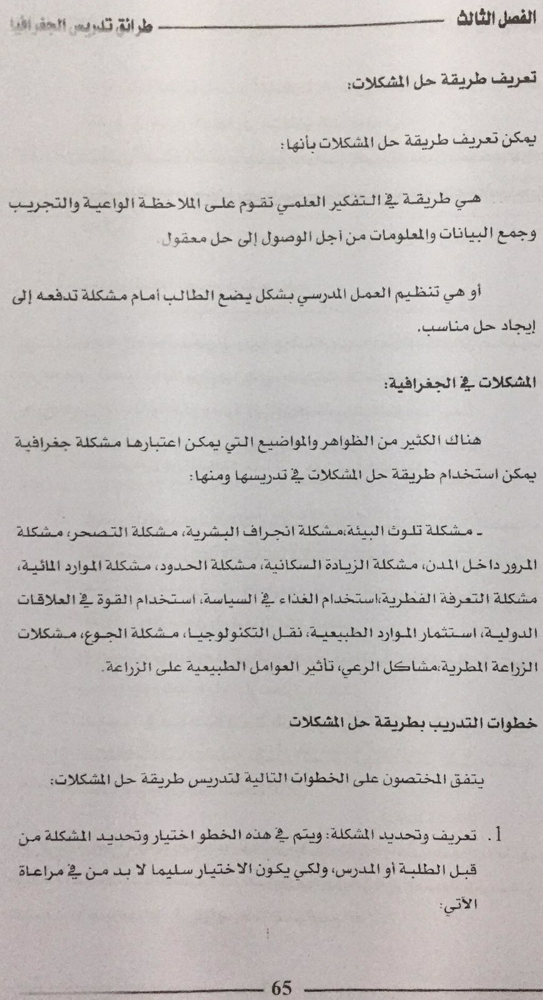 الفصل الثالث
طرائق تدريس الجغرافيا
تعريف طريقة حل المشكلات:
يمكن تعريف طريقة حل المشكلات بأنها:
هي طريقة في التفكير العلمي تقوم على الملاحظة الواعية والتجريب
وجمع البيانات والمعلومات من أجل الوصول إلى حل معقول.
أو هي تنظيم العمل المدرسي بشكل يضع الطالب أمام مشكلة تدفعه إلى
إيجاد حل مناسب.
المشكلات في الجغرافية:
هناك الكثير من الظواهر والمواضيع التي يمكن اعتبارها مشكلة جغرافية
يمكن استخدام طريقة حل المشكلات في تدريسها ومنها:
ـ مشكلة تلوث البيئة،مشكلة انجراف البشرية، مشكلة التصحر، مشكلة
المرور داخل المدن، مشكلة الزيادة السكانية، مشكلة الحدود، مشكلة الموارد المائية،
مشكلة التعرفة الفطرية،استخدام الغذاء في السياسة، استخدام القوة في العلاقات
الدولية، استثمار الموارد الطبيعية، نقل التكنولوجيا، مشكلة الجوع، مشكلات
الزراعة المطرية،مشاكل الرعي، تأثير العوامل الطبيعية على الزراعة.
خطوات التدريب بطريقة حل المشكلات
يتفق المختصون على الخطوات التالية لتدريس طريقة حل المشكلات:
1. تعريف وتحديد المشكلة: ويتم في هذه الخطو اختيار وتحديد المشكلة من
قبل الطلبة أو المدرس، ولكي يكون الاختيار سليما لا بد من في مراعاة
الآتي:
65